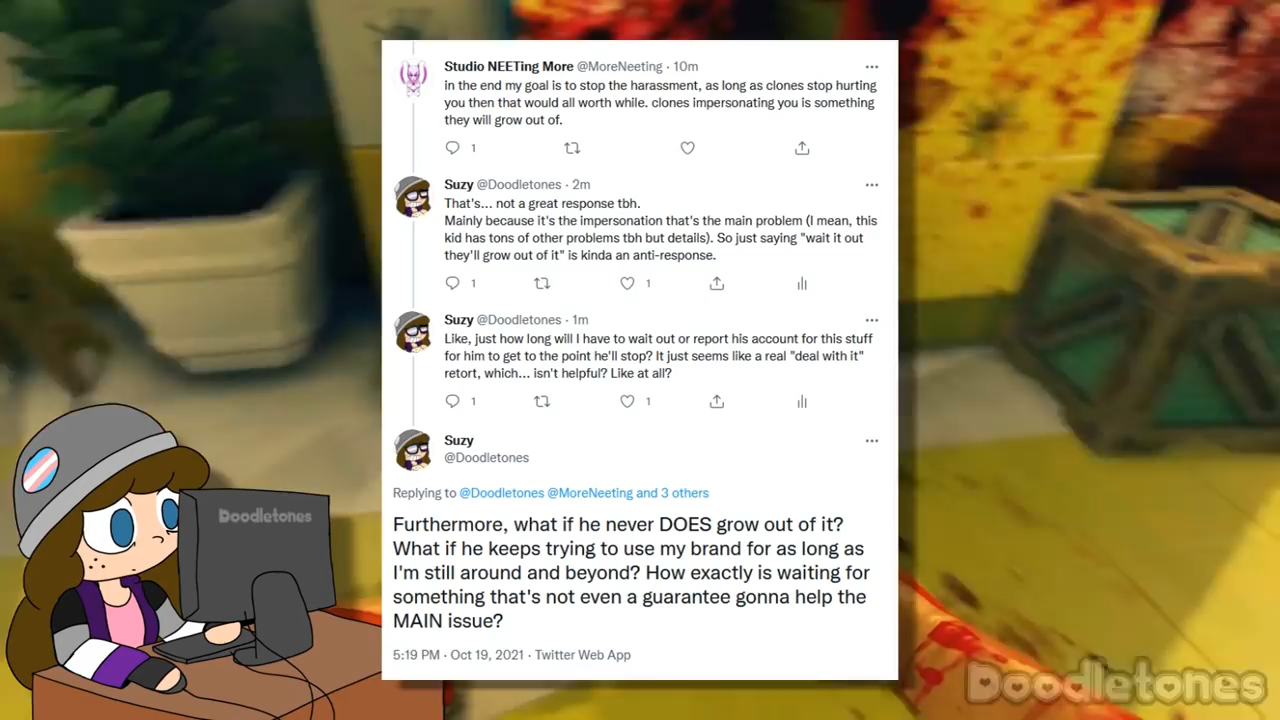 Studio NEETing More @MoreNeeting · 10m
in the end my goal is to stop the harassment, as long as clones stop hurting
you then that would all worth while. clones impersonating you is something
they will grow out of.
1
Suzy @Doodletones · 2m
That's... not a great response tbh.
Mainly because it's the impersonation that's the main problem (I mean, this
kid has tons of other problems tbh but details). So just saying "wait it out
they'll grow out of it" is kinda an anti-response.
1 1
Suzy @Doodletones · 1m
Like, just how long will I have to wait out or report his account for this stuff
for him to get to the point he'll stop? It just seems like a real "deal with it"
retort, which... isn't helpful? Like at all?
1 1
Suzy
@Doodletones
Replying to @Doodletones @MoreNeeting and 3 others
Furthermore, what if he never DOES grow out of it?
What if he keeps trying to use my brand for as long as
I'm still around and beyond? How exactly is waiting for
something that's not even a guarantee gonna help the
MAIN issue?
5:19 PM · Oct 19, 2021 · Twitter Web App
Doodletones
Doodletones